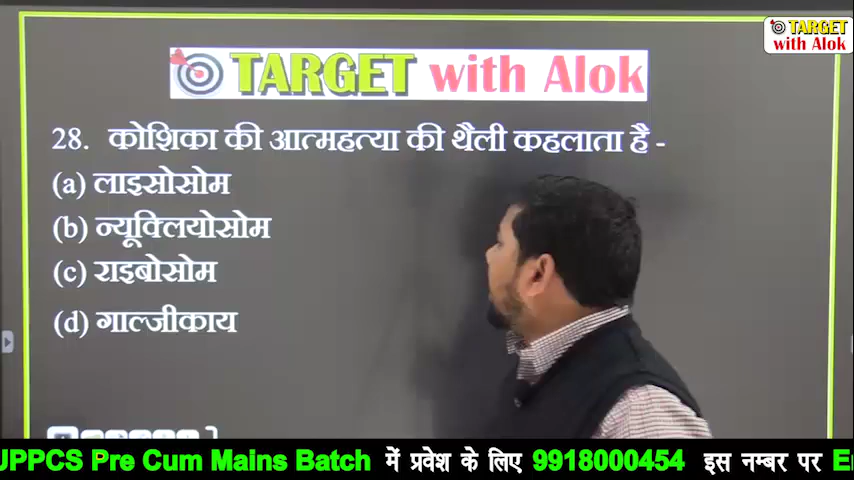 TARGET
with Alok
TARGET with Alok
28. कोशिका की आत्महत्या की थैली कहलाता है -
(a) लाइसोसोम
(b) न्यूक्लियोसोम
(c) राइबोसोम
(d) गाल्जीकाय
UPPCS Pre Cum Mains Batch में प्रवेश के लिए 9918000454 इस नम्बर पर